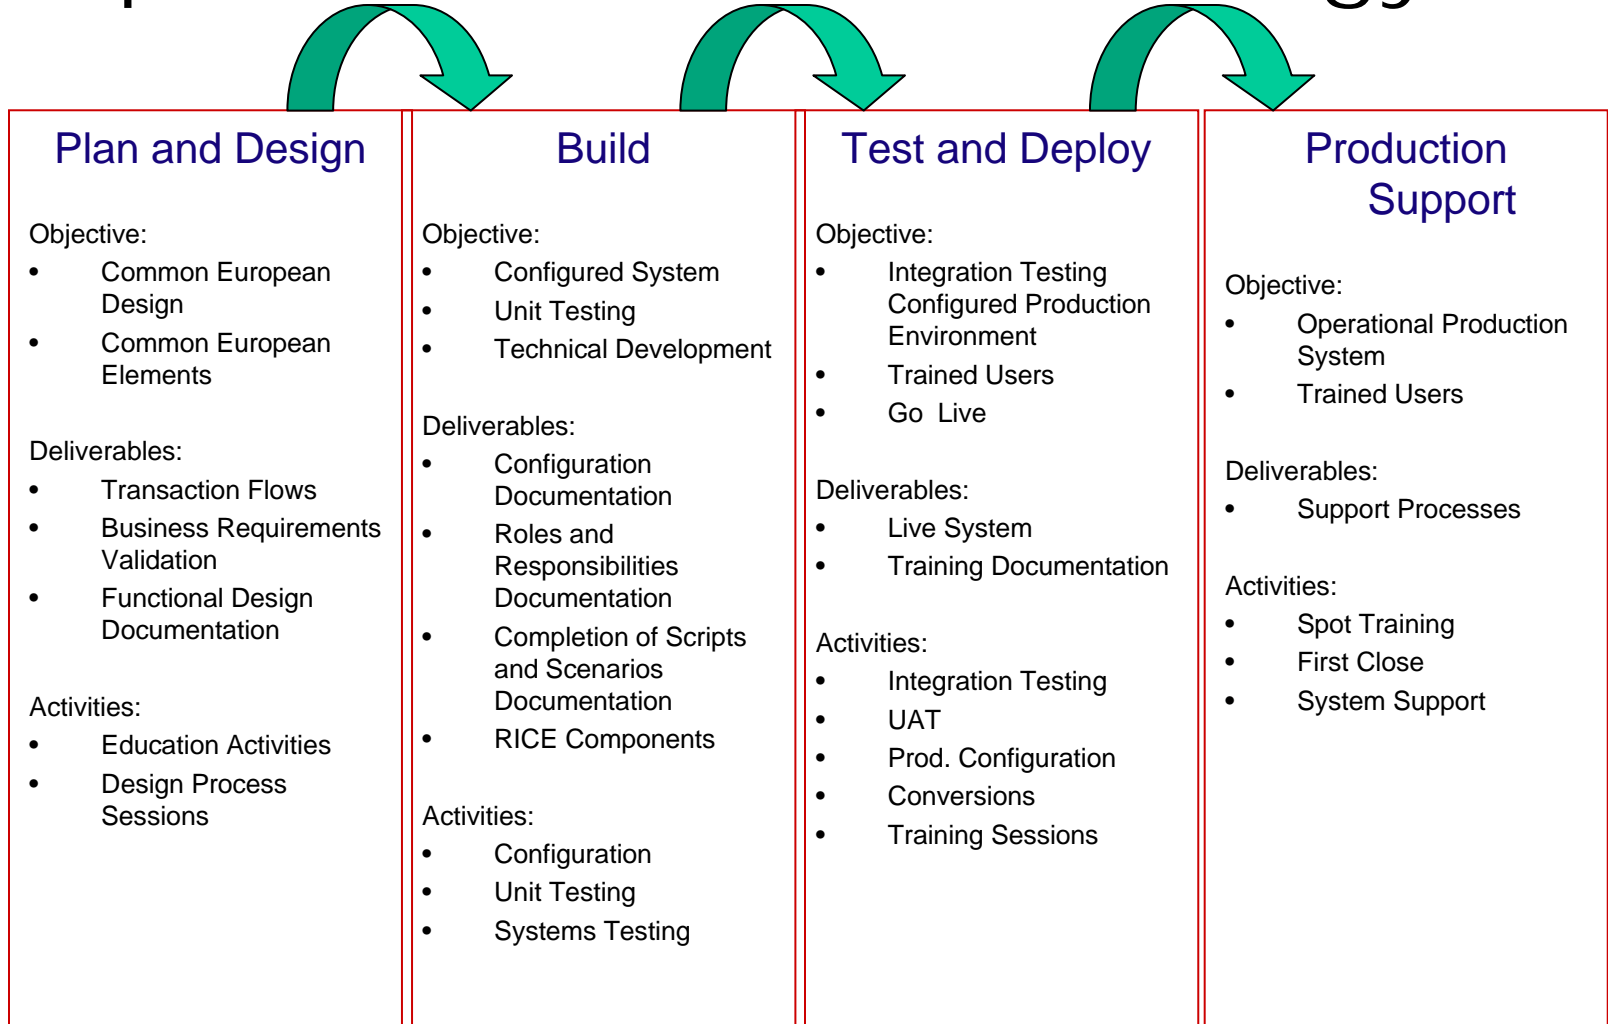 Plan and Design
Objective:
• Common European
Design
• Common European
Elements
Deliverables:
• Transaction Flows
• Business Requirements
Validation
• Functional Design
Documentation
Activities:
• Education Activities
• Design Process
Sessions
Build
Objective:
• Configured System
• Unit Testing
• Technical Development
Deliverables:
• Configuration
Documentation
• Roles and
Responsibilities
Documentation
• Completion of Scripts
and Scenarios
Documentation
• RICE Components
Activities:
• Configuration
• Unit Testing
• Systems Testing
Test and Deploy
Objective:
• Integration Testing
Configured Production
Environment
• Trained Users
• Go  Live
Deliverables:
• Live System
• Training Documentation
Activities:
• Integration Testing
• UAT
• Prod. Configuration
• Conversions
• Training Sessions
Production
Support
Objective:
• Operational Production
System
• Trained Users
Deliverables:
• Support Processes
Activities:
• Spot Training
• First Close
• System Support